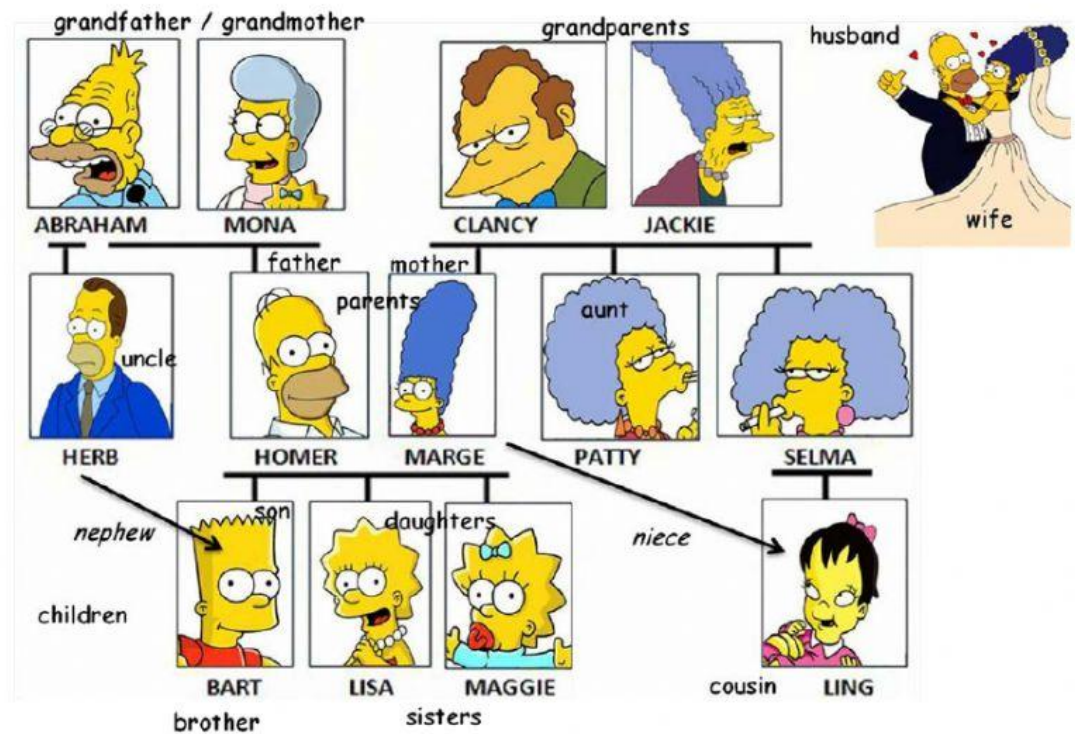 grandfather / grandmother
grandparents
husband
wife
ABRAHAM MONA CLANCY JACKIE
father mother
parents
aunt
uncle
HERB HOMER MARGE PATTY SELMA
son
daughters
nephew
niece
children
BART LISA MAGGIE cousin LING
brother sisters